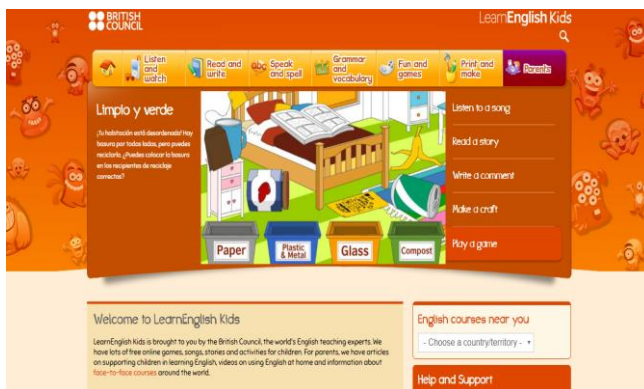 BRITISH
COUNCIL
LearnEnglish Kids
Listen
and
watch
Read and
write
abc Speak
and spell
Grammar
and
vocabulary
Fun and
games
Print and
make
Parents
Limpio y verde
¡Tu habitación está desordenada! Hay
basura por todos lados, pero puedes
reciclarla. ¿Puedes colocar la basura
en los recipientes de reciclaje
correctos?
Paper
Plastic
& Metal
Glass
Compost
Listen to a song
Read a story
Write a comment
Make a craft
Play a game
Welcome to LearnEnglish Kids
LearnEnglish Kids is brought to you by the British Council, the world's English teaching experts. We
have lots of free online games, songs, stories and activities for children. For parents, we have articles
on supporting children in learning English, videos on using English at home and information about
face-to-face courses around the world.
English courses near you
- Choose a country/territory -
Help and Support